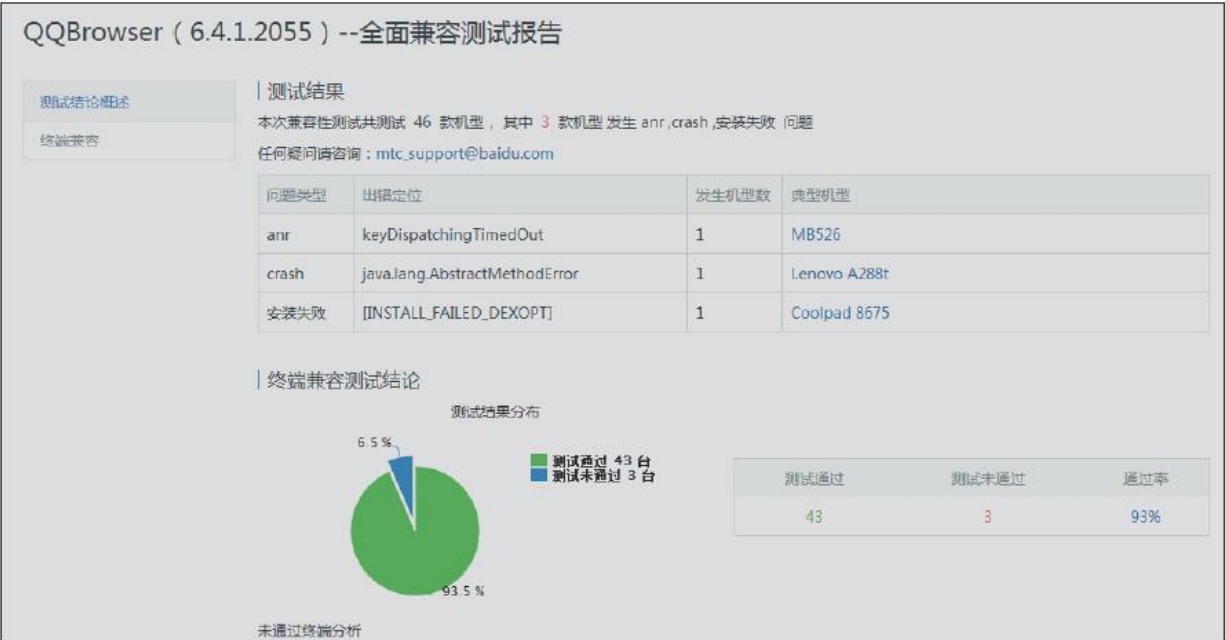 QQBrowser（6.4.1.2055）--全面兼容测试报告
测试结论概述
终端兼容
测试结果
本次兼容性测试共测试 46 款机型，其中 3 款机型 发生 anr,crash,安装失败 问题
任何疑问请咨询：mtc_support@baidu.com
问题类型 出错定位 发生机型数 典型机型
anr keyDispatchingTimedOut 1 MB526
crash java.lang.AbstractMethodError 1 Lenovo A288t
安装失败 [INSTALL_FAILED_DEXOPT] 1 Coolpad 8675
终端兼容测试结论
测试结果分布
6.5 %
93.5 %
测试通过 43 台
测试未通过 3 台
测试通过 测试未通过 通过率
43 3 93%
未通过终端分析